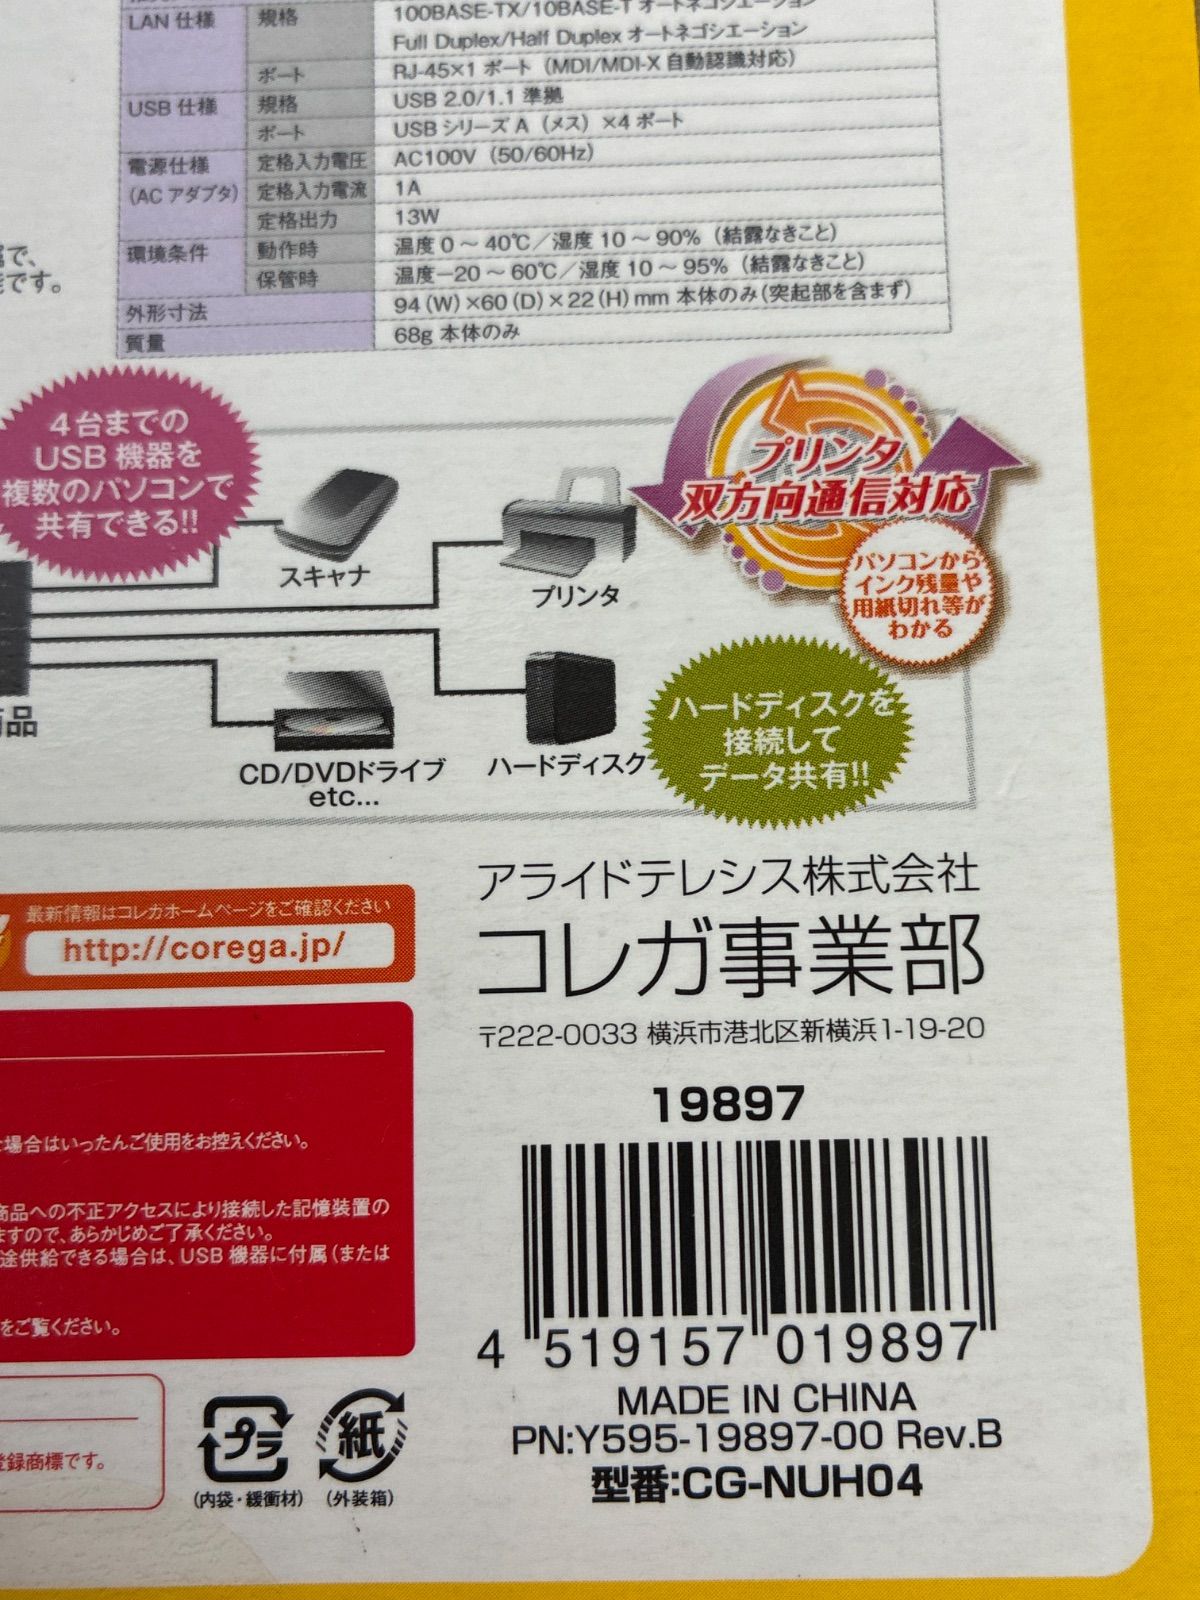 LAN 仕様 規格 100BASE-TX/10BASE-T オートネゴシエーション
Full Duplex/Half Duplex オートネゴシエーション
ポート RJ-45×1 ポート（MDI/MDI-X 自動認識対応）
USB 仕様 規格 USB 2.0/1.1 準拠
ポート USB シリーズ A （メス）×4 ポート
電源仕様 定格入力電圧 AC100V（50/60Hz）
（AC アダプタ） 定格入力電流 1A
定格出力 13W
環境条件 動作時 温度 0 ～ 40℃／湿度 10 ～ 90%（結露なきこと）
保管時 温度−20 ～ 60℃／湿度 10 ～ 95%（結露なきこと）
外形寸法 94 (W) ×60 (D) × 22 (H) mm 本体のみ（突起部を含まず）
質量 68g 本体のみ
で、
です。
4台までの
USB 機器を
複数のパソコンで
共有できる!!
スキャナ
プリンタ
プリンタ
双方向通信対応
パソコンから
インク残量や
用紙切れ等が
わかる
品
CD/DVDドライブ
etc...
ハードディスク
ハードディスクを
接続して
データ共有!!
アライドテレシス株式会社
コレガ事業部
〒222-0033 横浜市港北区新横浜1-19-20
最新情報はコレガホームページをご確認ください
http://corega.jp/
場合はいったんご使用をお控えください。
商品への不正アクセスにより接続した記憶装置の
ますので、あらかじめご了承ください。
途供給できる場合は、USB 機器に付属（または
をご覧ください。
登録商標です。
プラ
（内袋・緩衝材）
紙
（外装箱）
19897
4 519157 019897
MADE IN CHINA
PN:Y595-19897-00 Rev.B
型番:CG-NUH04